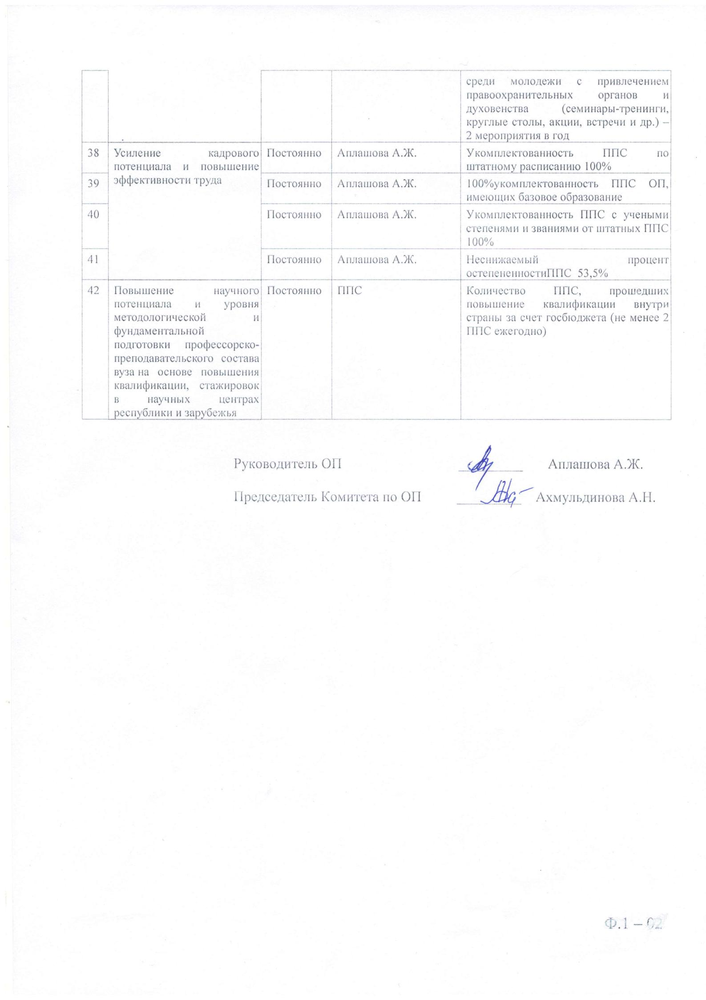 среди молодежи с привлечением
правоохранительных органов и
духовенства (семинары-тренинги,
круглые столы, акции, встречи и др.) –
2 мероприятия в год
38
Усиление кадрового
потенциала и повышение
эффективности труда
Постоянно
Аплашова А.Ж.
Укомплектованность ППС по
штатному расписанию 100%
39
Постоянно
Аплашова А.Ж.
100%укомплектованность ППС ОП,
имеющих базовое образование
40
Постоянно
Аплашова А.Ж.
Укомплектованность ППС с учеными
степенями и званиями от штатных ППС
100%
41
Постоянно
Аплашова А.Ж.
Неснижаемый процент
остепененностиППС 53,5%
42
Повышение научного
потенциала и уровня
методологической и
фундаментальной
подготовки профессорско-
преподавательского состава
вуза на основе повышения
квалификации, стажировок
в научных центрах
республики и зарубежья
Постоянно
ППС
Количество ППС, прошедших
повышение квалификации внутри
страны за счет госбюджета (не менее 2
ППС ежегодно)
Руководитель ОП Аплашова А.Ж.
Председатель Комитета по ОП Ахмульдинова А.Н.
Ф.1 – 02